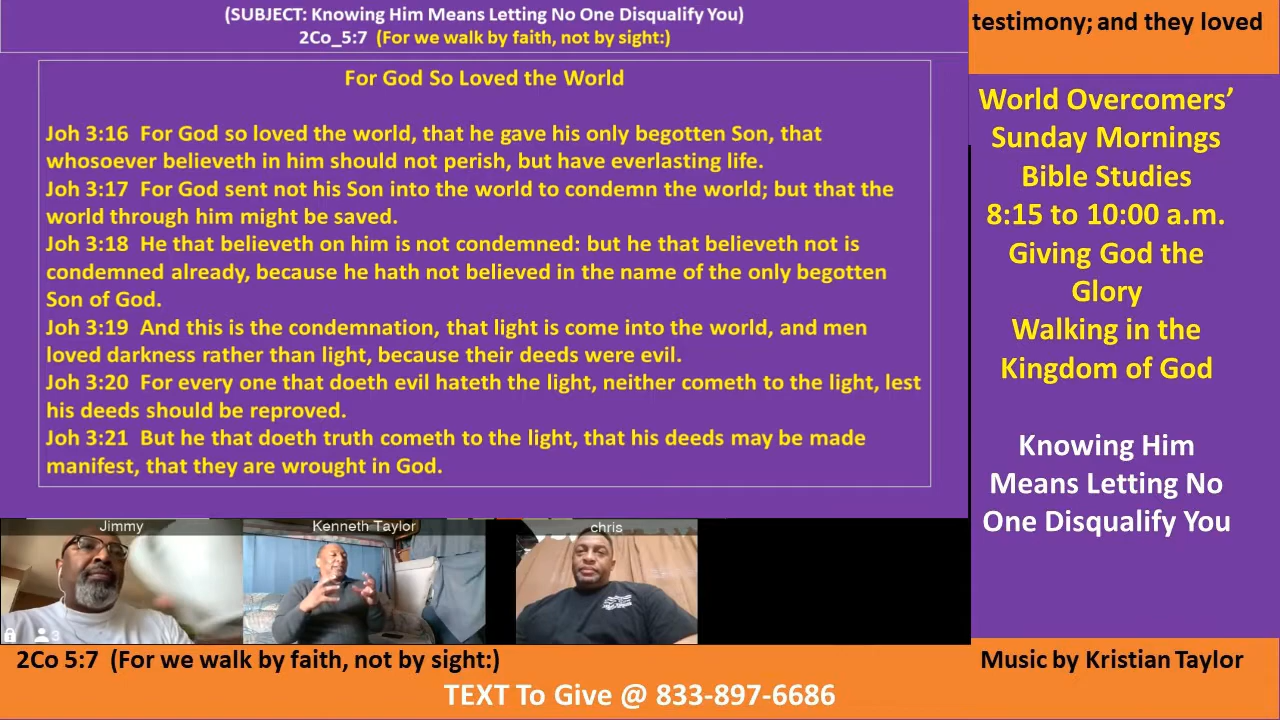 (SUBJECT: Knowing Him Means Letting No One Disqualify You)
2Co_5:7 (For we walk by faith, not by sight:)
For God So Loved the World
Joh 3:16 For God so loved the world, that he gave his only begotten Son, that
whosoever believeth in him should not perish, but have everlasting life.
Joh 3:17 For God sent not his Son into the world to condemn the world; but that the
world through him might be saved.
Joh 3:18 He that believeth on him is not condemned: but he that believeth not is
condemned already, because he hath not believed in the name of the only begotten
Son of God.
Joh 3:19 And this is the condemnation, that light is come into the world, and men
loved darkness rather than light, because their deeds were evil.
Joh 3:20 For every one that doeth evil hateth the light, neither cometh to the light, lest
his deeds should be reproved.
Joh 3:21 But he that doeth truth cometh to the light, that his deeds may be made
manifest, that they are wrought in God.
testimony; and they loved
World Overcomers’
Sunday Mornings
Bible Studies
8:15 to 10:00 a.m.
Giving God the
Glory
Walking in the
Kingdom of God
Knowing Him
Means Letting No
One Disqualify You
Jimmy
Kenneth Taylor
chris
3
2Co 5:7 (For we walk by faith, not by sight:)
Music by Kristian Taylor
TEXT To Give @ 833-897-6686